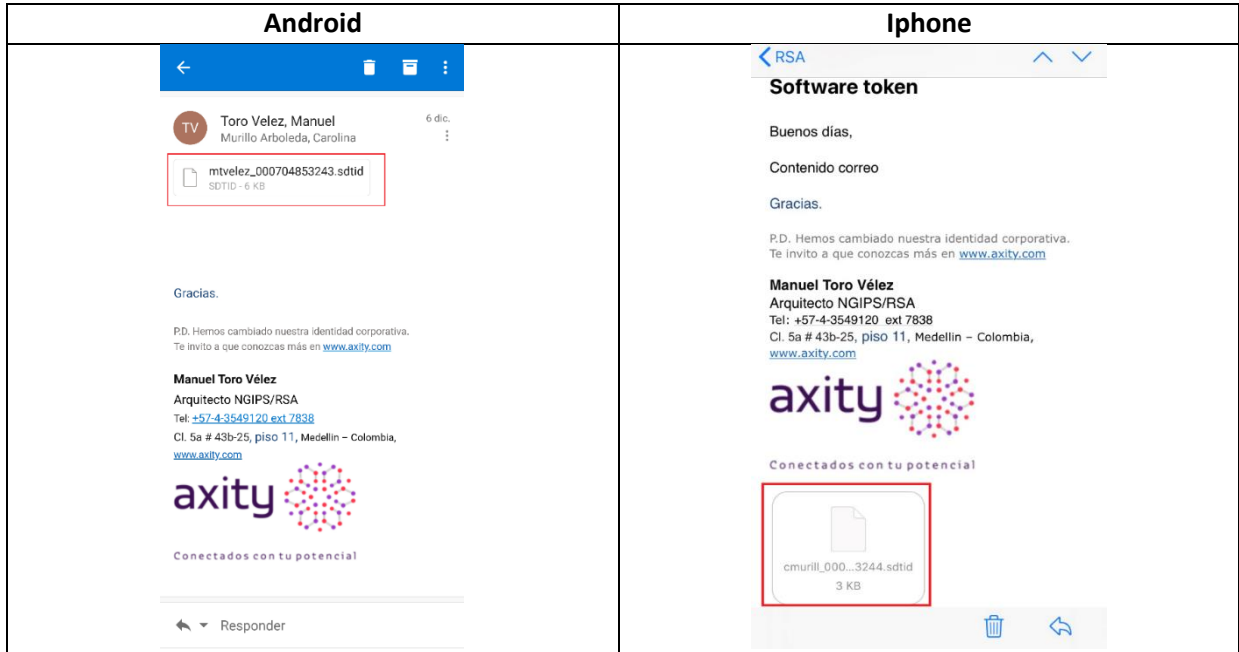 Android
Iphone
TV
Toro Velez, Manuel
6 dic.
Murillo Arboleda, Carolina
mtvelez_000704853243.sdtid
SDTID - 6 KB
Gracias.
P.D. Hemos cambiado nuestra identidad corporativa.
Te invito a que conozcas más en www.axity.com
Manuel Toro Vélez
Arquitecto NGIPS/RSA
Tel: +57-4-3549120 ext 7838
Cl. 5a # 43b-25, piso 11, Medellin – Colombia,
www.axity.com
axity
Conectados con tu potencial
Responder
RSA
Software token
Buenos días,
Contenido correo
Gracias.
P.D. Hemos cambiado nuestra identidad corporativa.
Te invito a que conozcas más en www.axity.com
Manuel Toro Vélez
Arquitecto NGIPS/RSA
Tel: +57-4-3549120 ext 7838
Cl. 5a # 43b-25, piso 11, Medellin – Colombia,
www.axity.com
axity
Conectados con tu potencial
cmurill_000...3244.sdtid
3 KB